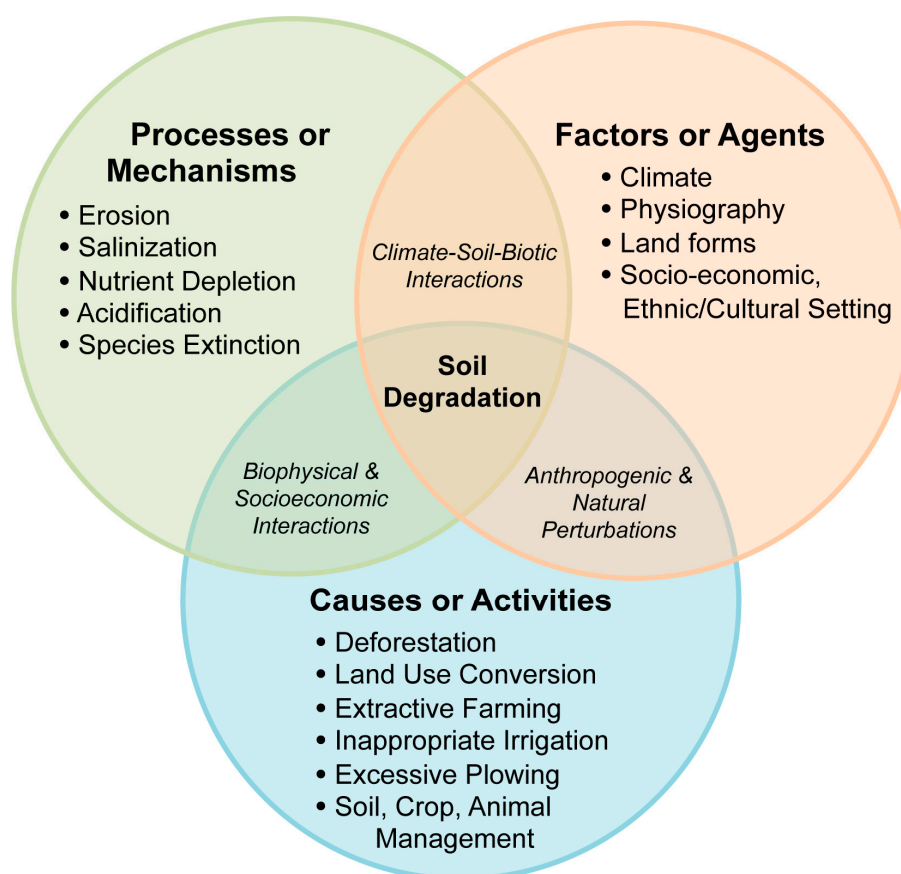 Processes or
Mechanisms
• Erosion
• Salinization
• Nutrient Depletion
• Acidification
• Species Extinction
Factors or Agents
• Climate
• Physiography
• Land forms
• Socio-economic,
Ethnic/Cultural Setting
Climate-Soil-Biotic
Interactions
Soil
Degradation
Biophysical &
Socioeconomic
Interactions
Anthropogenic &
Natural
Perturbations
Causes or Activities
• Deforestation
• Land Use Conversion
• Extractive Farming
• Inappropriate Irrigation
• Excessive Plowing
• Soil, Crop, Animal
Management